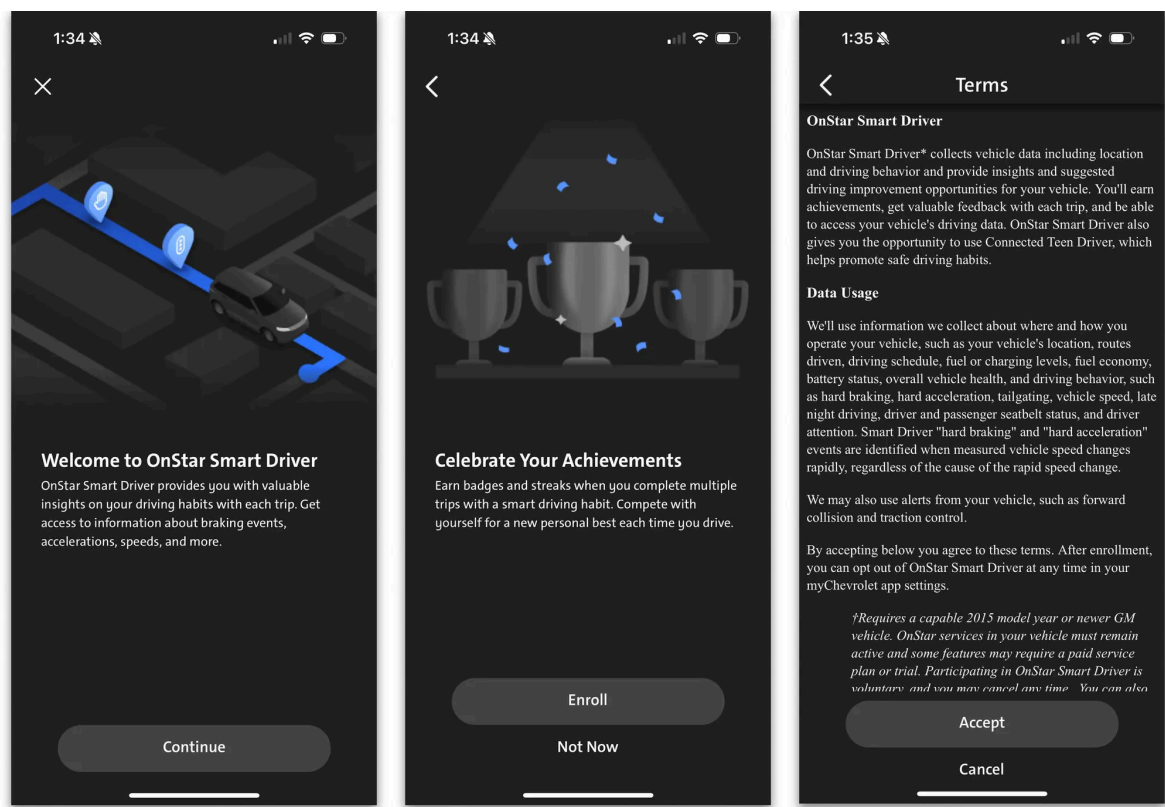 1:34
Welcome to OnStar Smart Driver
OnStar Smart Driver provides you with valuable
insights on your driving habits with each trip. Get
access to information about braking events,
accelerations, speeds, and more.
Continue
1:34
Celebrate Your Achievements
Earn badges and streaks when you complete multiple
trips with a smart driving habit. Compete with
yourself for a new personal best each time you drive.
Enroll
Not Now
1:35
Terms
OnStar Smart Driver
OnStar Smart Driver* collects vehicle data including location
and driving behavior and provide insights and suggested
driving improvement opportunities for your vehicle. You'll earn
achievements, get valuable feedback with each trip, and be able
to access your vehicle's driving data. OnStar Smart Driver also
gives you the opportunity to use Connected Teen Driver, which
helps promote safe driving habits.
Data Usage
We'll use information we collect about where and how you
operate your vehicle, such as your vehicle's location, routes
driven, driving schedule, fuel or charging levels, fuel economy,
battery status, overall vehicle health, and driving behavior, such
as hard braking, hard acceleration, tailgating, vehicle speed, late
night driving, driver and passenger seatbelt status, and driver
attention. Smart Driver "hard braking" and "hard acceleration"
events are identified when measured vehicle speed changes
rapidly, regardless of the cause of the rapid speed change.
We may also use alerts from your vehicle, such as forward
collision and traction control.
By accepting below you agree to these terms. After enrollment,
you can opt out of OnStar Smart Driver at any time in your
myChevrolet app settings.
†Requires a capable 2015 model year or newer GM
vehicle. OnStar services in your vehicle must remain
active and some features may require a paid service
plan or trial. Participating in OnStar Smart Driver is
voluntary, and you may cancel any time. You can also
Accept
Cancel